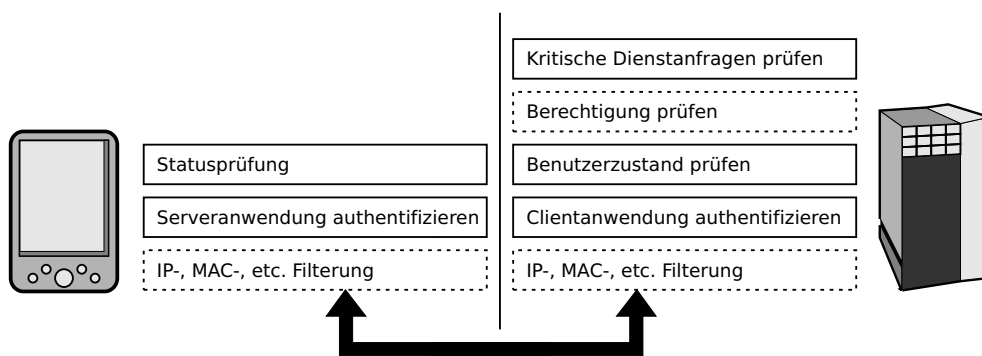 Statusprüfung
Serveranwendung authentifizieren
IP-, MAC-, etc. Filterung
Kritische Dienstanfragen prüfen
Berechtigung prüfen
Benutzerzustand prüfen
Clientanwendung authentifizieren
IP-, MAC-, etc. Filterung